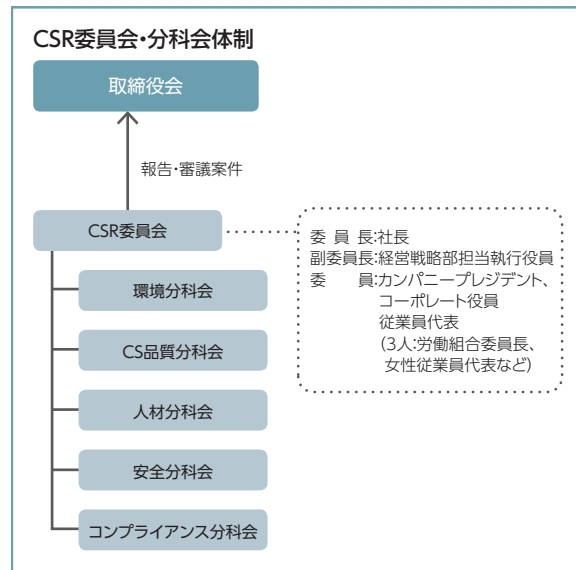 CSR委員会・分科会体制
取締役会
報告・審議案件
CSR委員会
委員長:社長
副委員長:経営戦略部担当執行役員
委員:カンパニープレジデント、
コーポレート役員
従業員代表
(3人:労働組合委員長、
女性従業員代表など)
環境分科会
CS品質分科会
人材分科会
安全分科会
コンプライアンス分科会